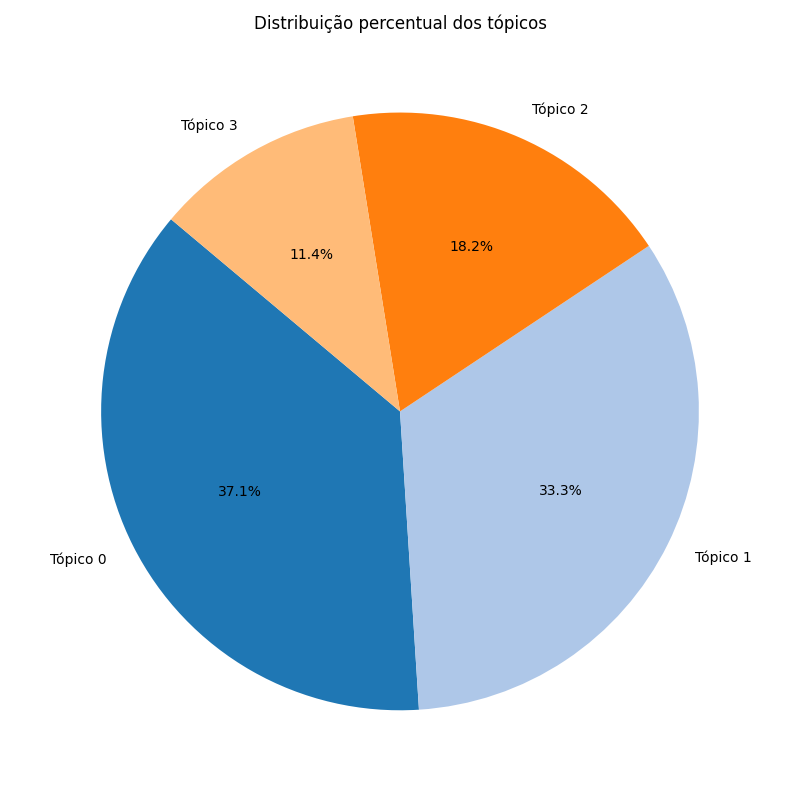 Distribuição percentual dos tópicos
Tópico 2
Tópico 3
18.2%
11.4%
37.1%
33.3%
Tópico 1
Tópico 0